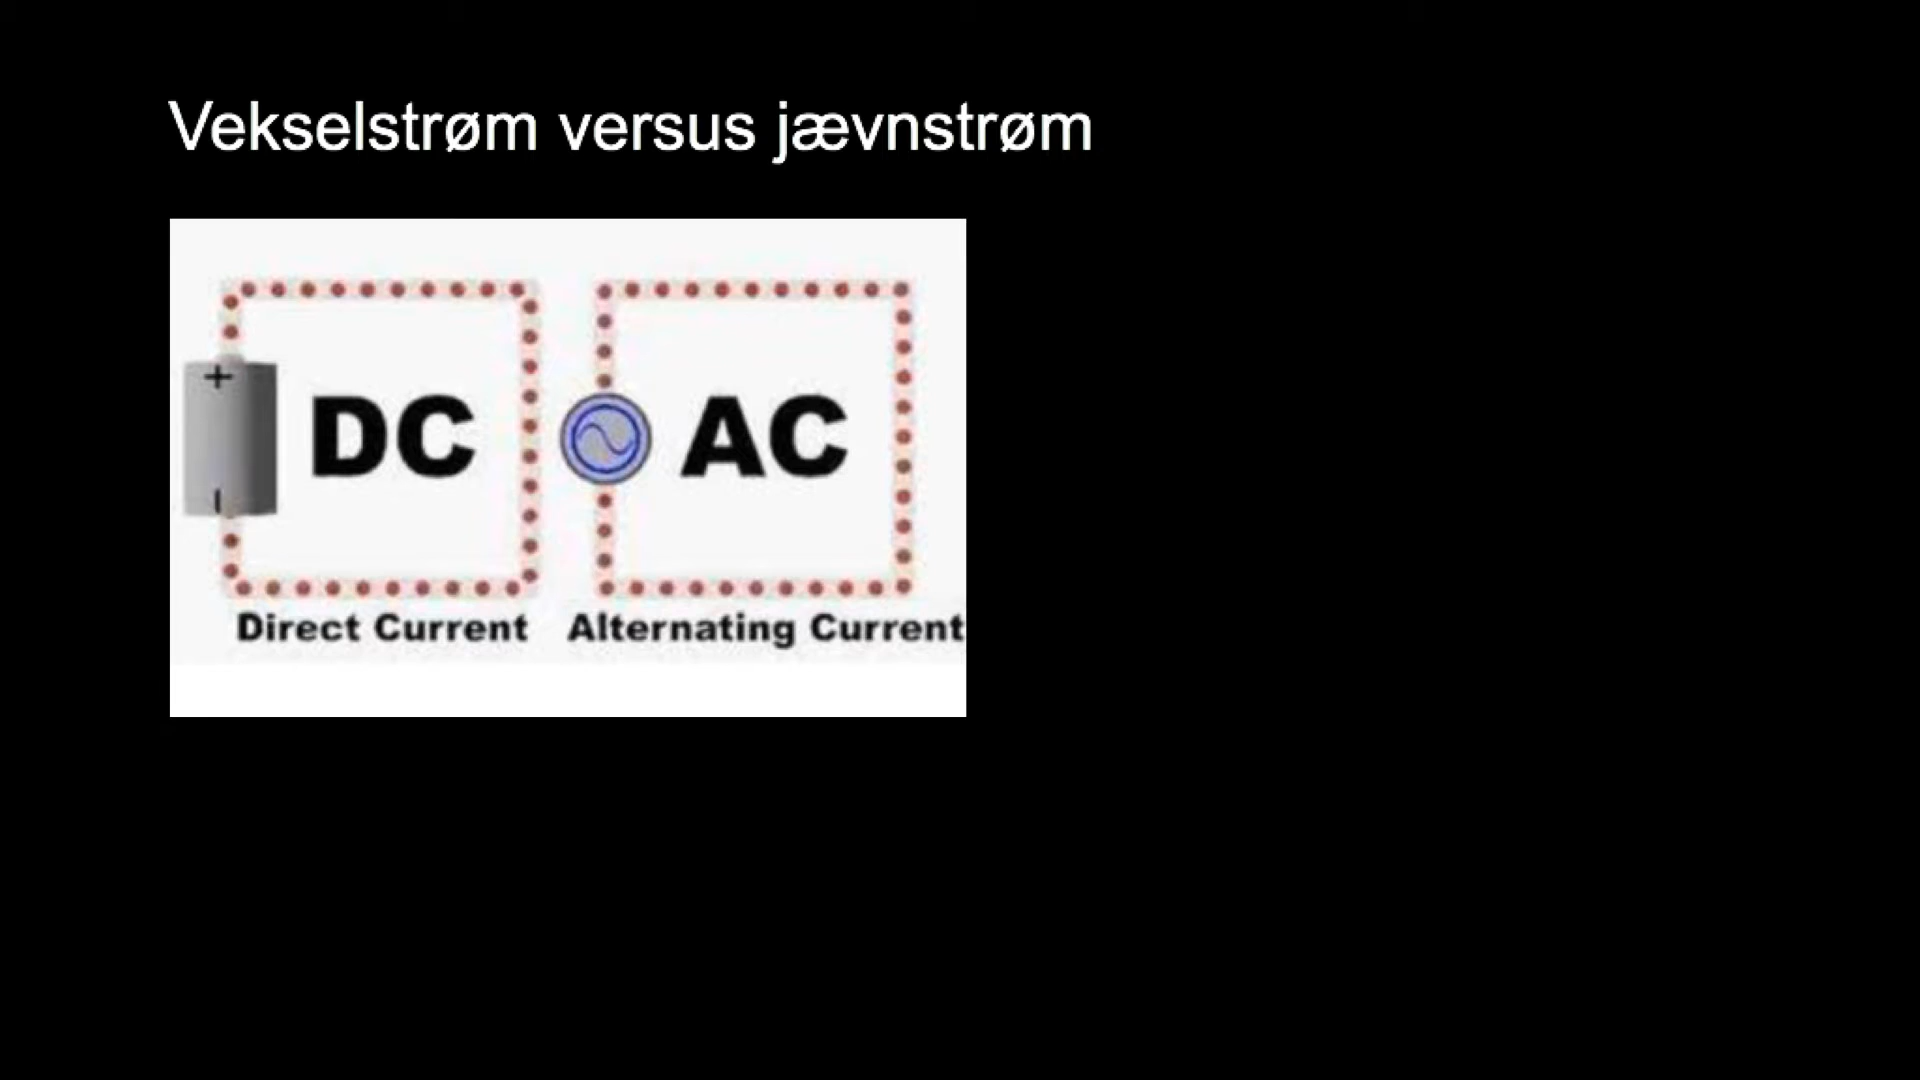 Vekselstrøm versus jævnstrøm
+
DC
AC
Direct Current
Alternating Current